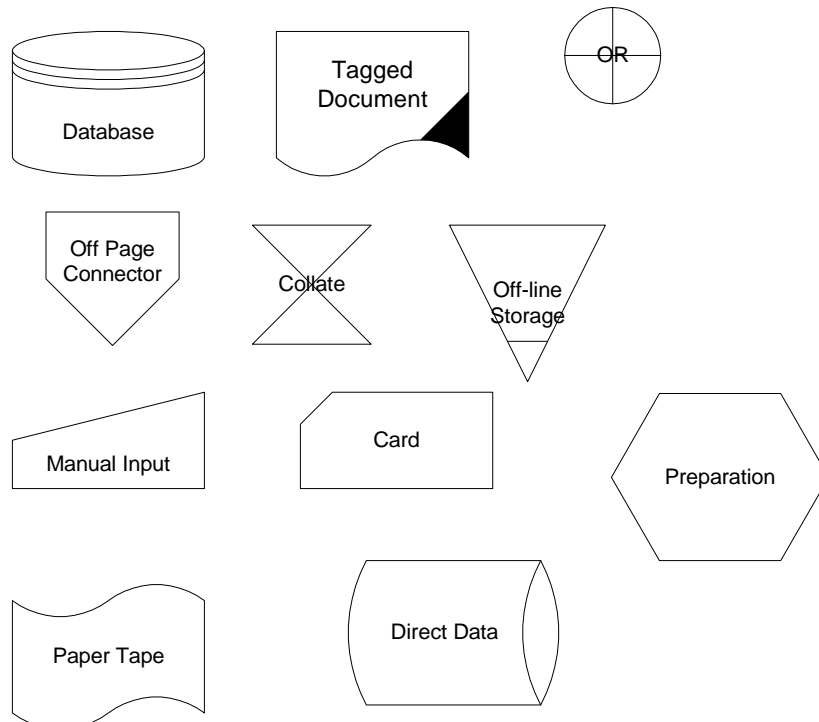 Database
Tagged
Document
OR
Off Page
Connector
Collate
Off-line
Storage
Manual Input
Card
Preparation
Paper Tape
Direct Data